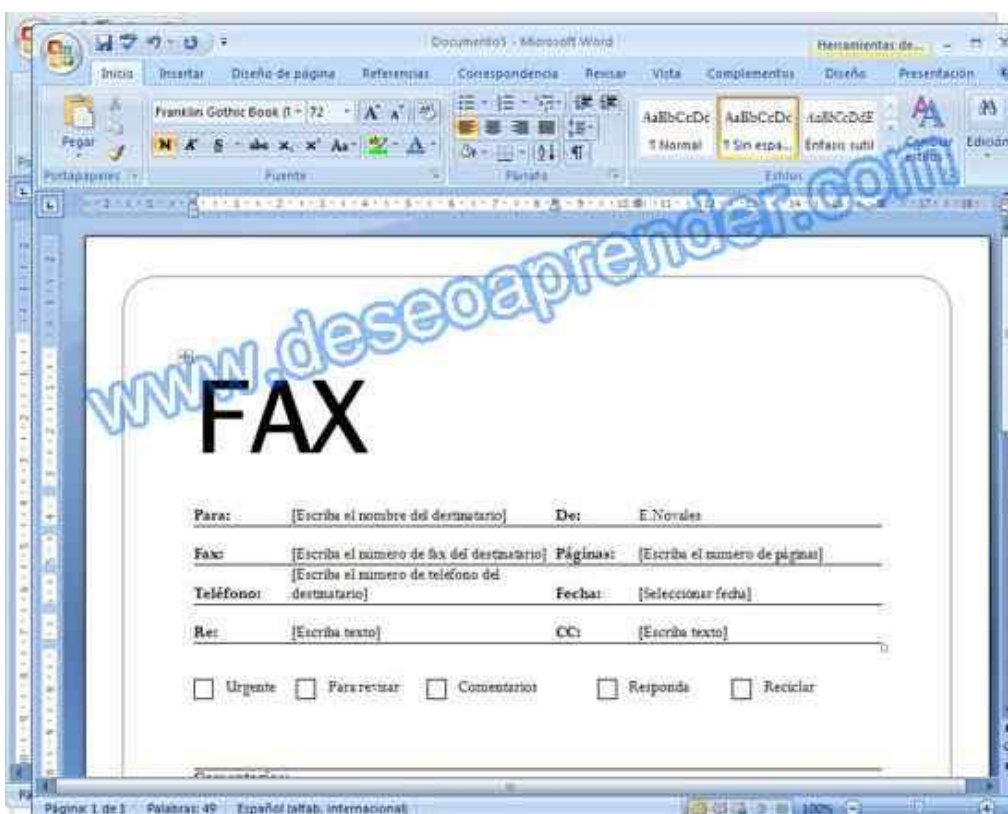 Documento3 - Microsoft Word
Herramientas de...
Inicio Insertar Diseño de página Referencias Correspondencia Revisar Vista Complementos Diseño Presentación
Pegar
Franklin Gothic Book (T 72
N K S abc x, x' Aa
AaBbCcDc AaBbCcDc AaBbCcDdE
¶ Normal ¶ Sin espa... Énfasis sutil
Cambiar estilos
Edición
Portapapeles Fuente Párrafo Estilos
www.deseoaprender.com
FAX
Para: [Escriba el nombre del destinatario] De: E.Novales
Fax: [Escriba el número de fax del destinatario] Páginas: [Escriba el número de páginas]
[Escriba el número de teléfono del
Teléfono: destinatario] Fecha: [Seleccionar fecha]
Re: [Escriba texto] CC: [Escriba texto]
Urgente Para revisar Comentarios Responda Reciclar
Comentarios:
Página: 1 de 1 Palabras: 49 Español (alfab. internacional) 100%